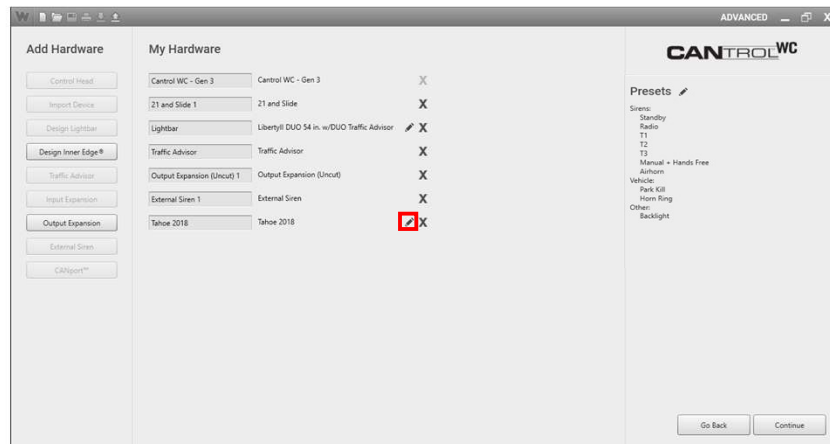 W
ADVANCED
X
Add Hardware
Control Head
Import Device
Design Lightbar
Design Inner Edge®
Traffic Advisor
Input Expansion
Output Expansion
External Siren
CANport™
My Hardware
Cantrol WC - Gen 3 Cantrol WC - Gen 3 X
21 and Slide 1 21 and Slide X
Lightbar LibertyII DUO 54 in. w/DUO Traffic Advisor X
Traffic Advisor Traffic Advisor X
Output Expansion (Uncut) 1 Output Expansion (Uncut) X
External Siren 1 External Siren X
Tahoe 2018 Tahoe 2018 X
CANTROL WC
Presets
Sirens:
Standby
Radio
T1
T2
T3
Manual + Hands Free
Airhorn
Vehicle:
Park Kill
Horn Ring
Other:
Backlight
Go Back
Continue